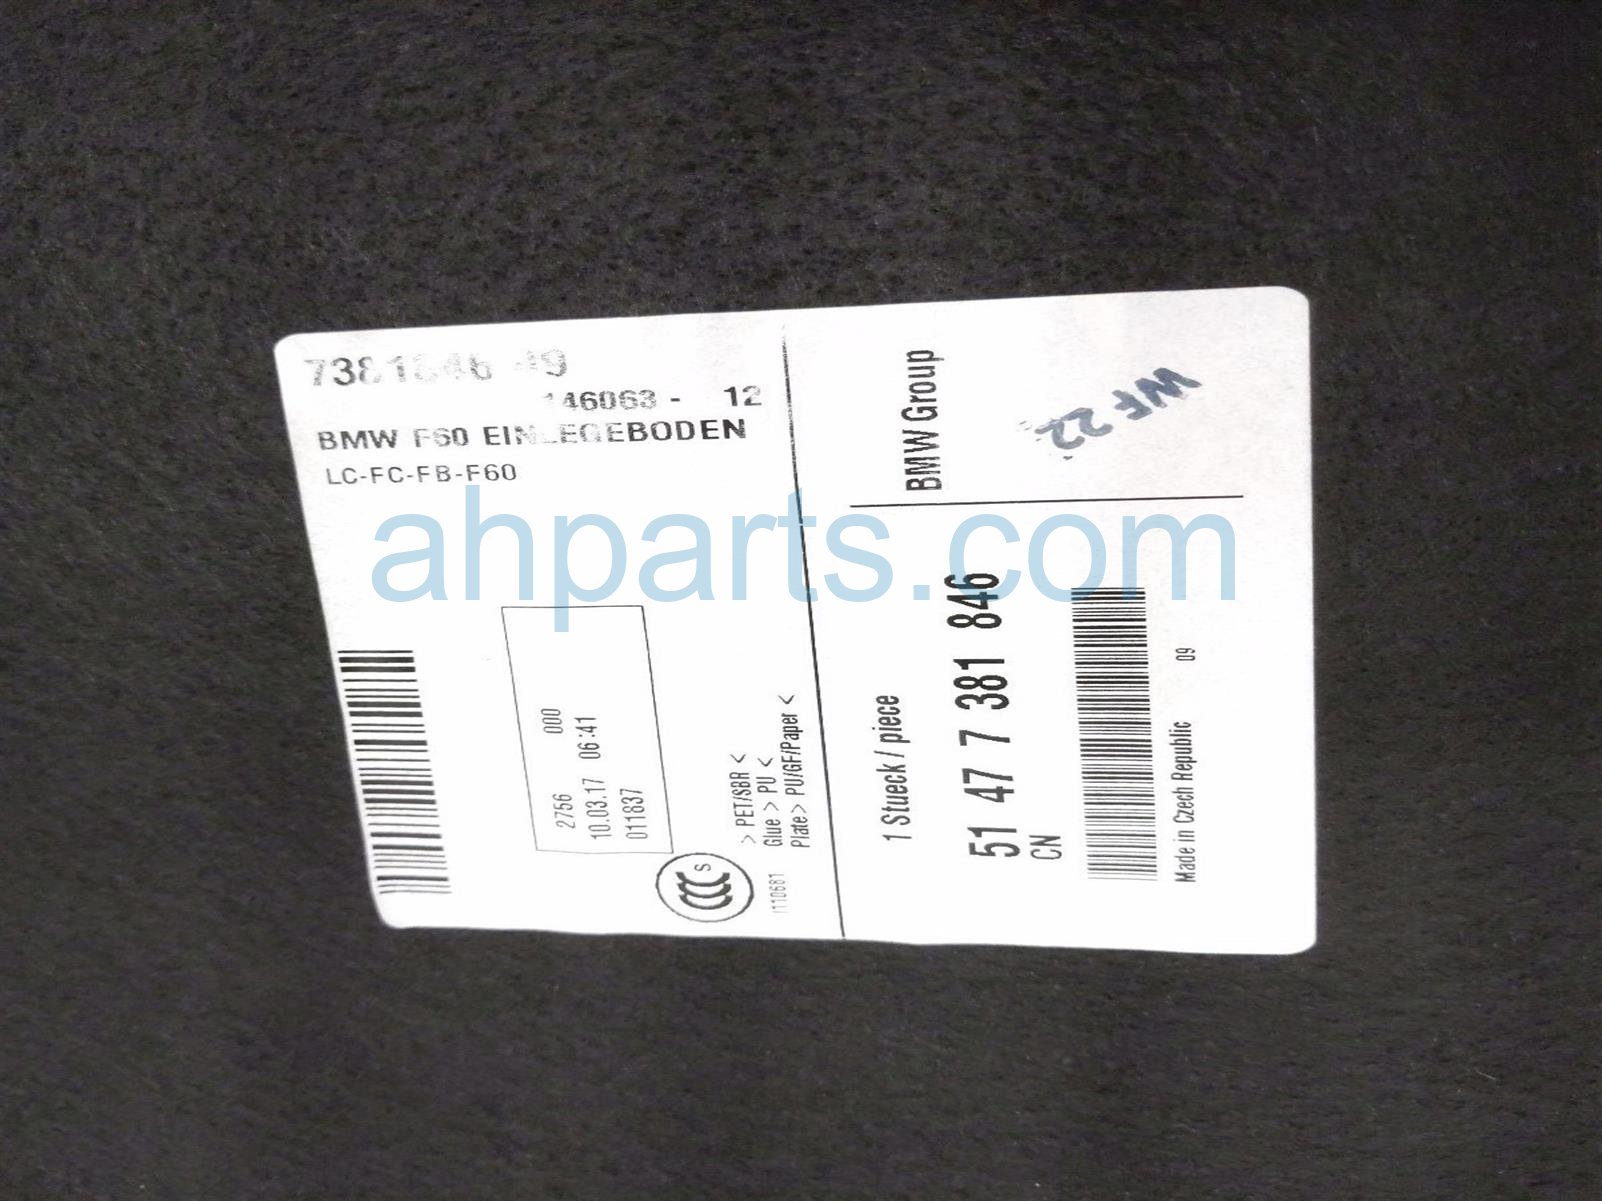 146063 - 12
BMW F60 EINLEGEBODEN
LC-FC-FB-F60
2756 000
10.03.17 06:41
011837
CCC S
> PET/SBR <
Glue > PU <
Plate > PU/GF/Paper <
1110681
BMW Group
WF 22
1 Stueck / piece
51 47 7 381 846
CN
Made in Czech Republic 09
ahparts.com